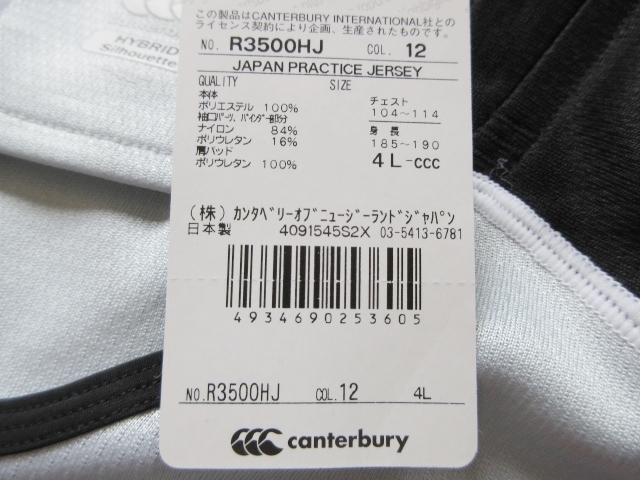 この製品はCANTERBURY INTERNATIONAL社との
ライセンス契約により企画、生産されたものです。
NO. R3500HJ COL. 12
JAPAN PRACTICE JERSEY
QUALITY SIZE
本体
ポリエステル 100%
袖口パーツ、バインダー部分
ナイロン 84%
ポリウレタン 16%
肩パッド
ポリウレタン 100%
チェスト
104~114
身 長
185~190
4L-ccc
(株) ｶﾝﾀﾍﾞﾘｰｵﾌﾞﾆｭｰｼﾞｰﾗﾝﾄﾞｼﾞｬﾊﾟﾝ
日本製 4091545S2X 03-5413-6781
4934690253605
NO.R3500HJ COL.12 4L
canterbury
HYBRID
Silhouette